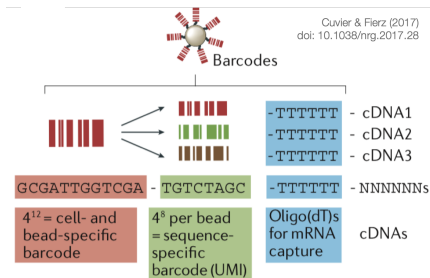 Cuvier & Fierz (2017)
doi: 10.1038/nrg.2017.28
Barcodes
-TTTTTT - cDNA1
-TTTTTT - cDNA2
-TTTTTT - cDNA3
GCGATTGGTCGA - TGTCTAGC -TTTTTT - NNNNNNs
4¹² = cell- and
bead-specific
barcode
4⁸ per bead
= sequence-
specific
barcode (UMI)
Oligo(dT)s
for mRNA
capture
cDNAs